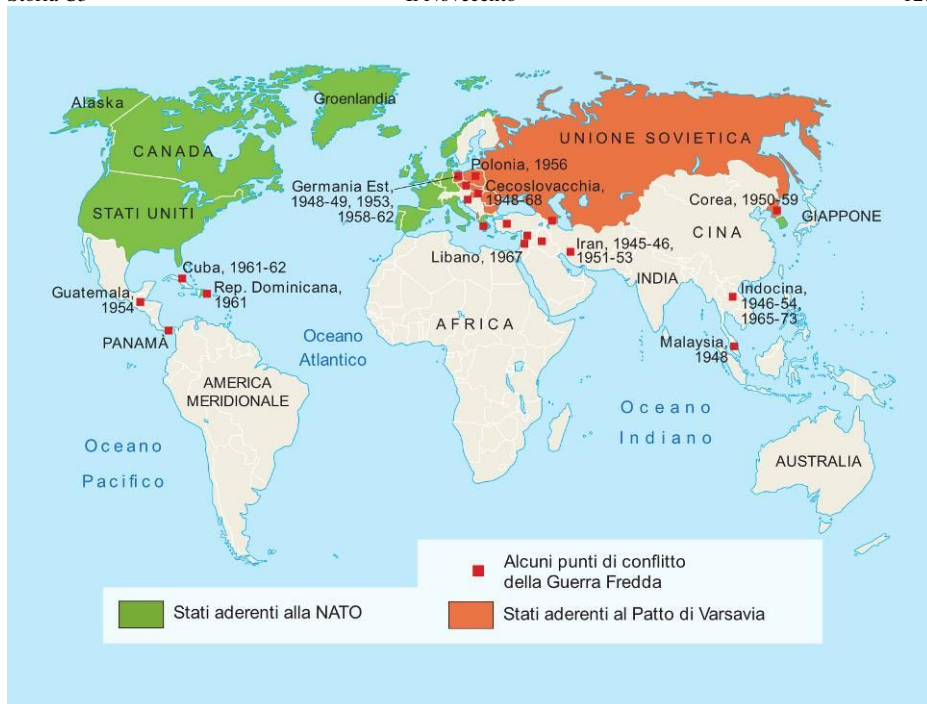 Alaska
Groenlandia
CANADA
UNIONE SOVIETICA
Polonia, 1956
Germania Est,
1948-49, 1953,
1958-62
Cecoslovacchia,
1948-68
STATI UNITI
Corea, 1950-59
GIAPPONE
CINA
Iran, 1945-46,
1951-53
Libano, 1967
Cuba, 1961-62
INDIA
Guatemala,
1954
Rep. Dominicana,
1961
Indocina,
1946-54,
1965-73
AFRICA
Oceano
Atlantico
PANAMÀ
Malaysia,
1948
AMERICA
MERIDIONALE
Oceano
Indiano
Oceano
Pacifico
AUSTRALIA
Alcuni punti di conflitto
della Guerra Fredda
Stati aderenti alla NATO
Stati aderenti al Patto di Varsavia